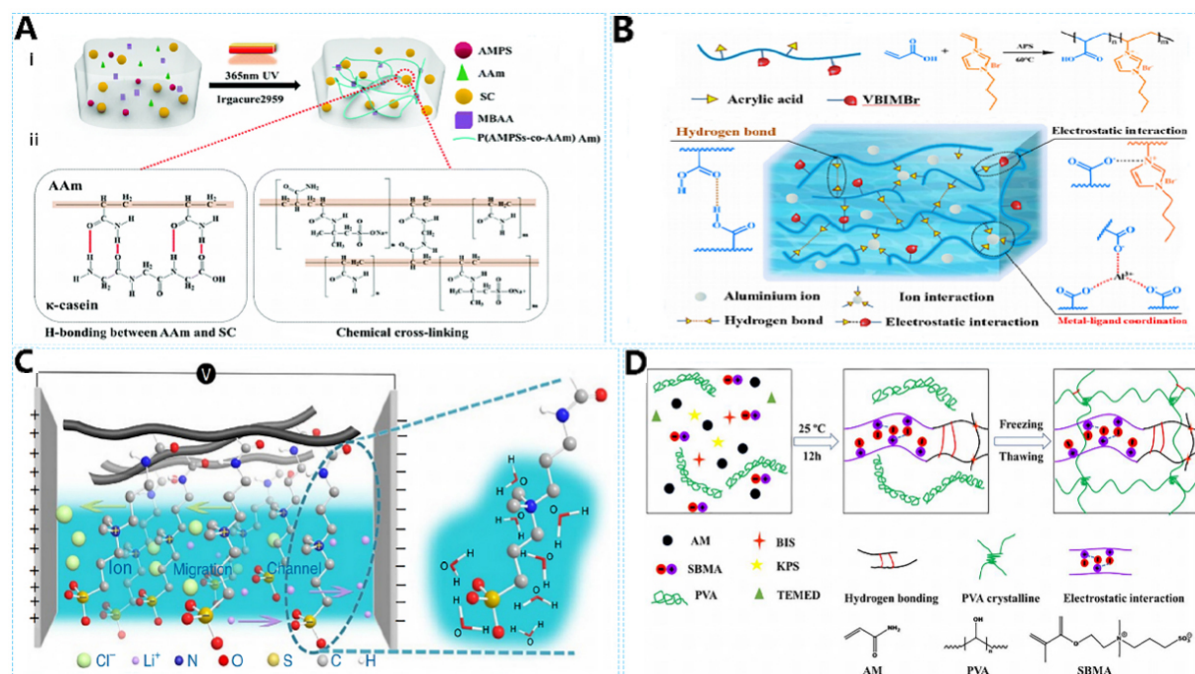 A
i
365nm UV
Irgacure2959
AMPS
AAm
SC
MBAA
P(AMPSs-co-AAm) Am)
ii
AAm
κ-casein
H-bonding between AAm and SC
Chemical cross-linking
B
APS
60°C
Acrylic acid
VBIMBr
Hydrogen bond
Electrostatic interaction
Al³⁺
Aluminium ion
Ion interaction
Hydrogen bond
Electrostatic interaction
Metal-ligand coordination
C
V
Ion Migration Channel
Cl⁻ Li⁺ N O S C H
D
25 °C
12h
Freezing
Thawing
AM
BIS
SBMA
KPS
PVA
TEMED
Hydrogen bonding
PVA crystalline
Electrostatic interaction
AM
PVA
SBMA